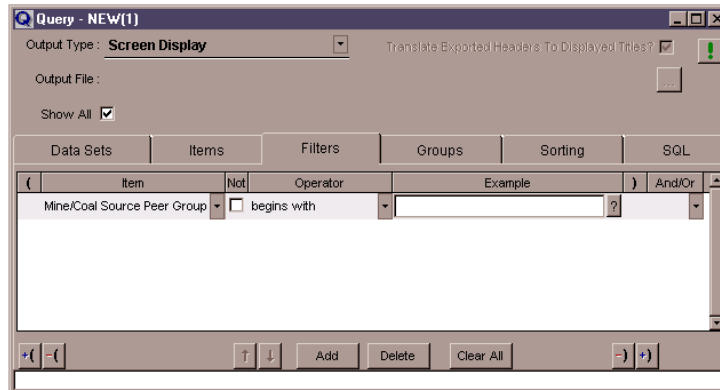 Query - NEW(1)
Output Type : Screen Display
Translate Exported Headers To Displayed Titles?
!
Output File :
...
Show All
Data Sets Items Filters Groups Sorting SQL
( Item Not Operator Example ) And/Or
Mine/Coal Source Peer Group begins with ?
+( -( ↑ ↓ Add Delete Clear All -) +)